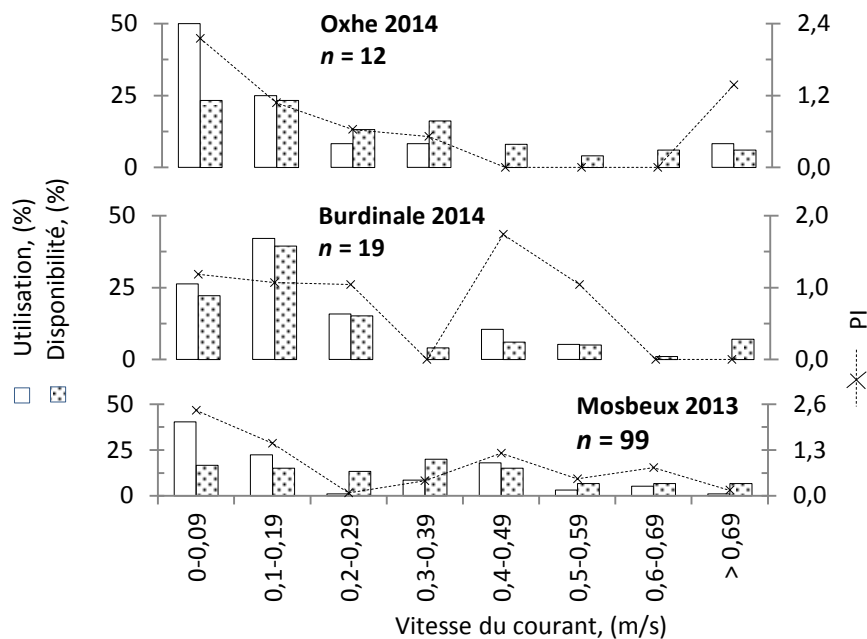 Oxhe 2014
n = 12
50
25
0
2,4
1,2
0,0
Burdinale 2014
n = 19
50
25
0
2,0
1,0
0,0
Mosbeux 2013
n = 99
50
25
0
2,6
1,3
0,0
Utilisation, (%)
Disponibilité, (%)
PI
0-0,09
0,1-0,19
0,2-0,29
0,3-0,39
0,4-0,49
0,5-0,59
0,6-0,69
> 0,69
Vitesse du courant, (m/s)